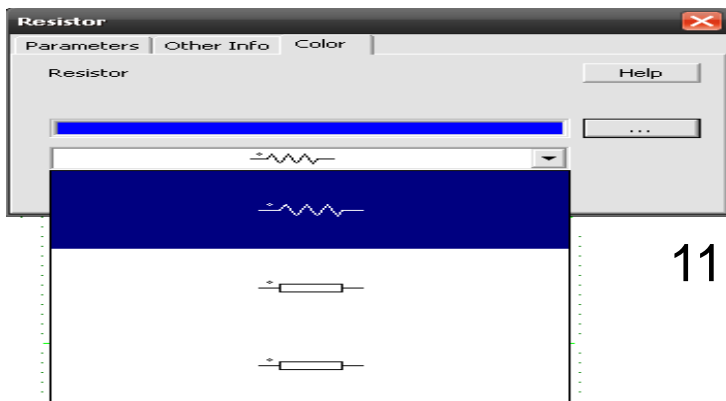 Resistor
Parameters Other Info Color
Resistor Help
...
11